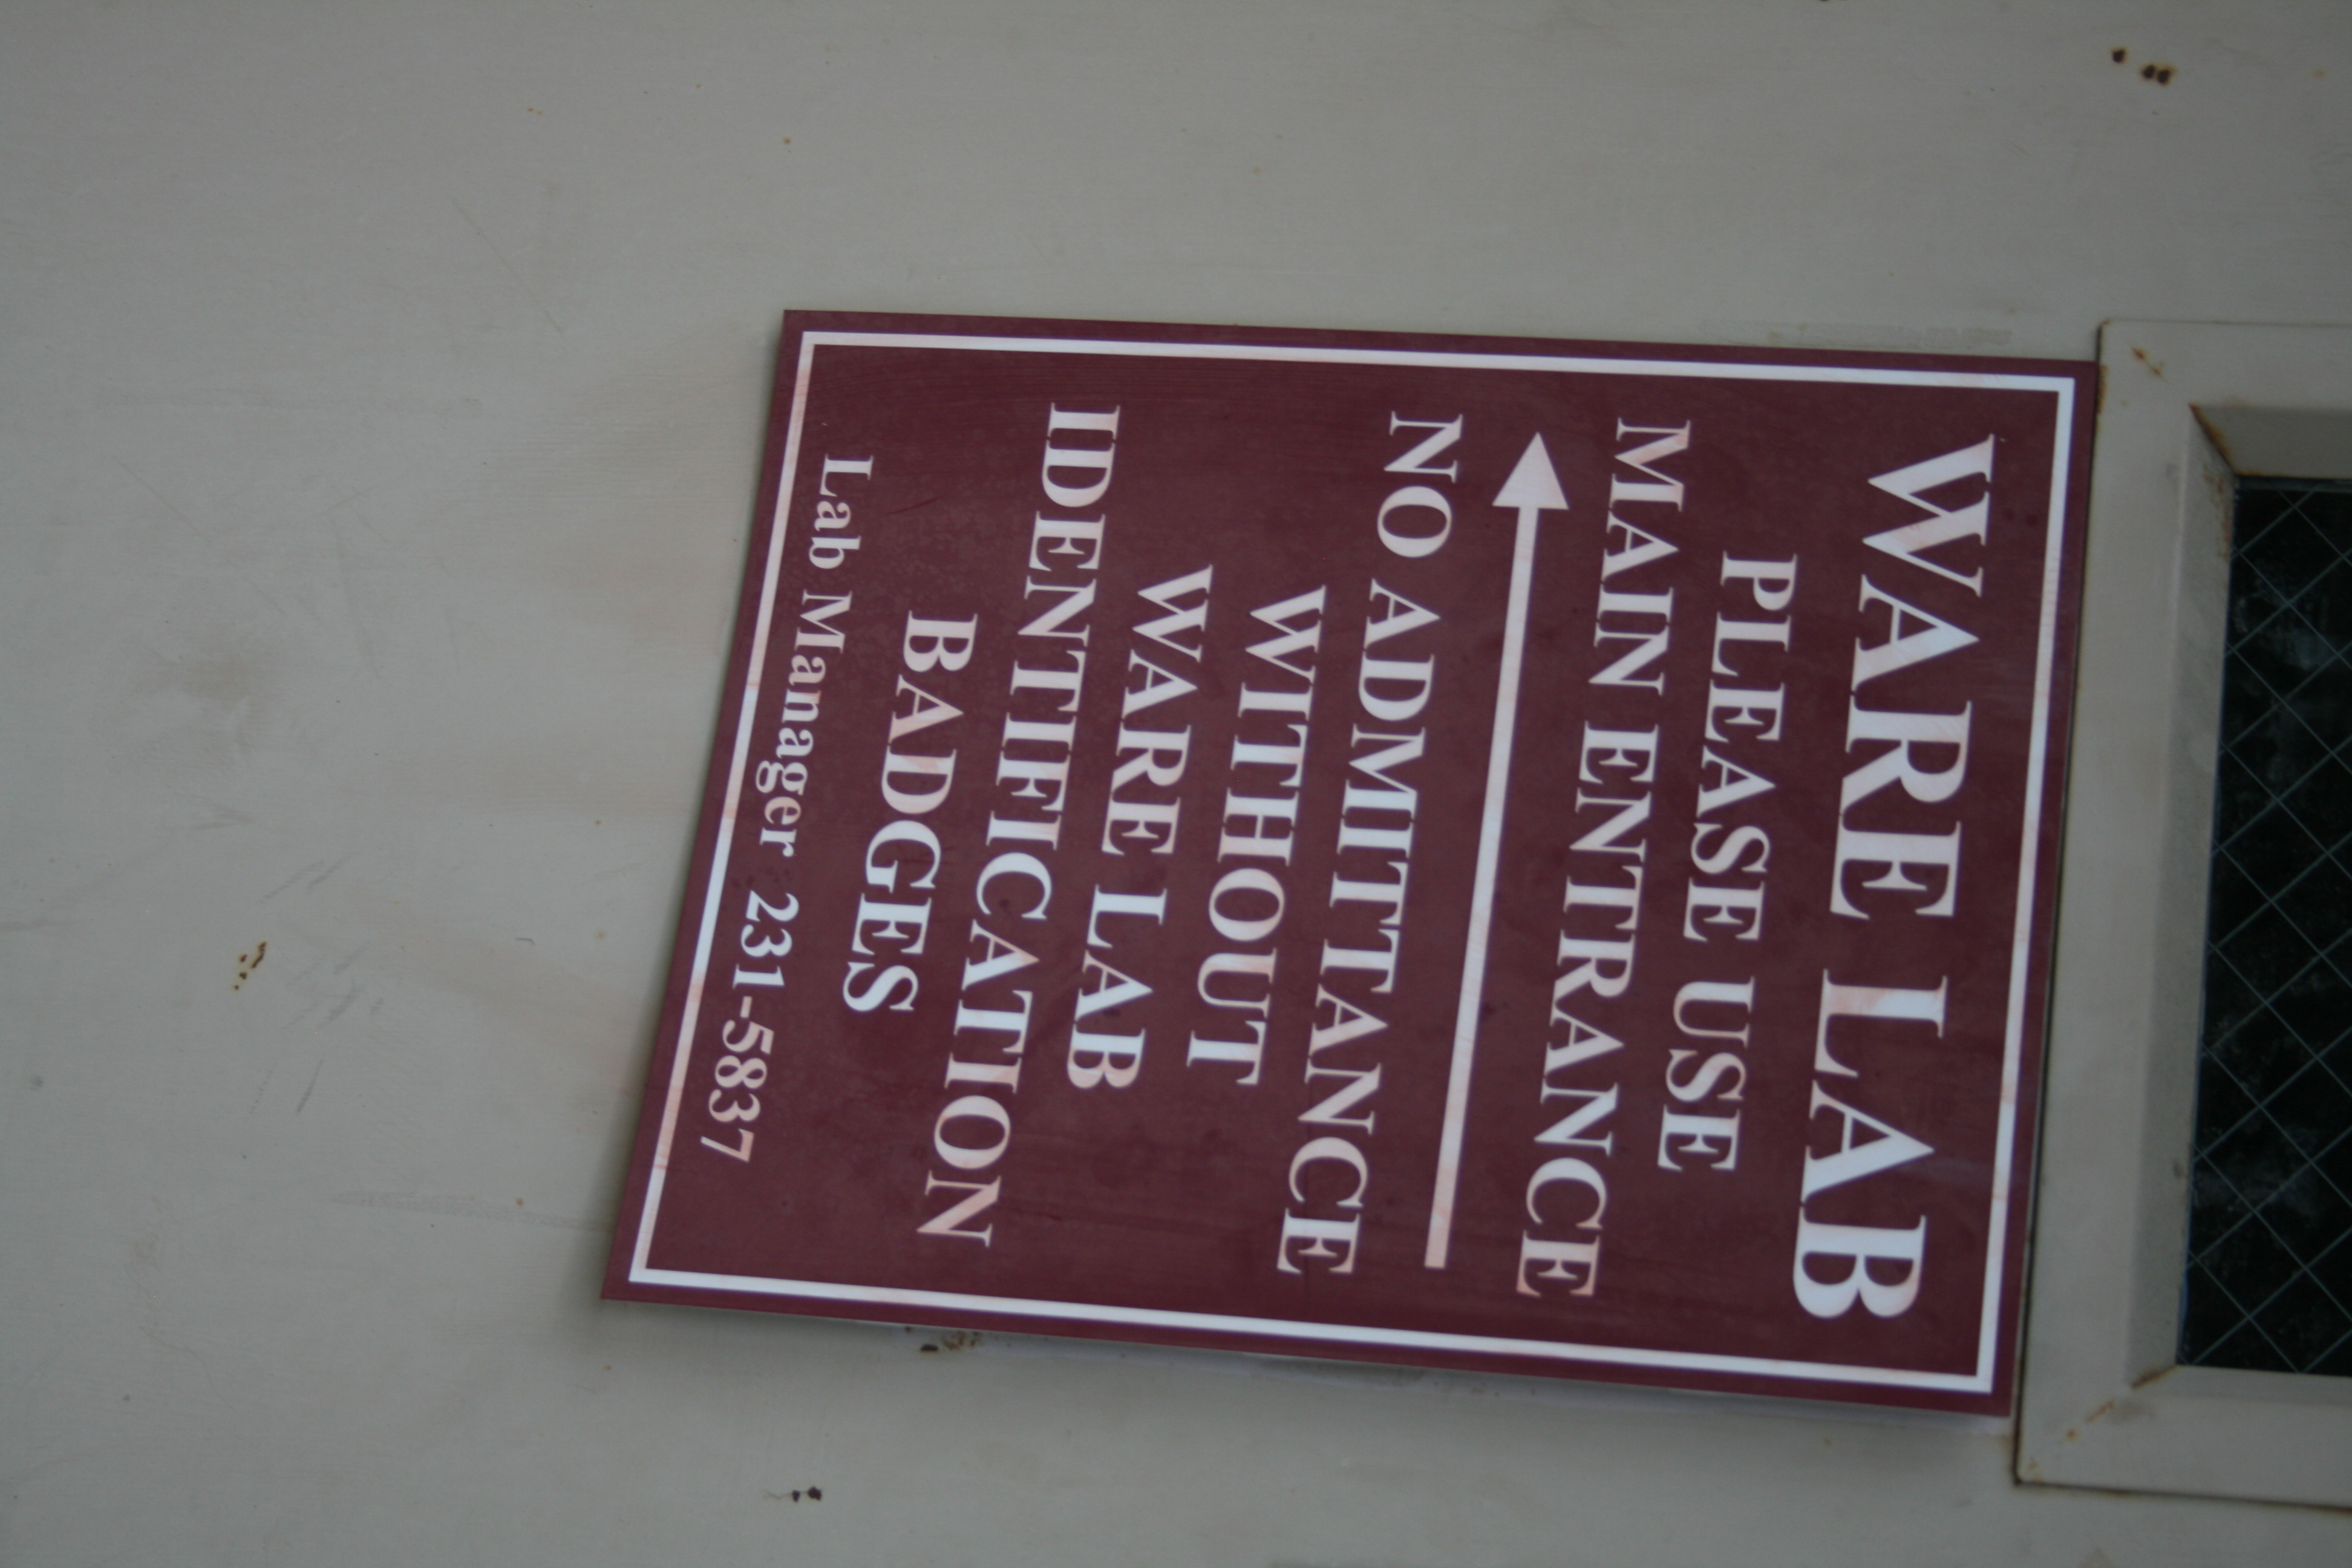 WARE LAB
PLEASE USE
MAIN ENTRANCE
NO ADMITTANCE
WITHOUT
WARE LAB
IDENTIFICATION
BADGES
Lab Manager 231-5837